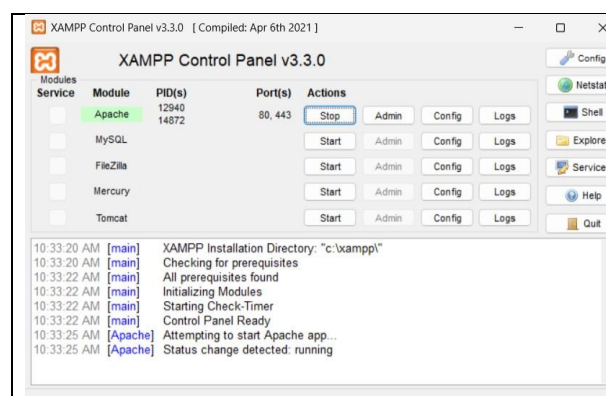 XAMPP Control Panel v3.3.0 [ Compiled: Apr 6th 2021 ]
XAMPP Control Panel v3.3.0
Config
Modules
Service Module PID(s) Port(s) Actions
Netstat
Apache 12940 14872 80, 443 Stop Admin Config Logs
Shell
MySQL Start Admin Config Logs
Explore
FileZilla Start Admin Config Logs
Service
Mercury Start Admin Config Logs
Help
Tomcat Start Admin Config Logs
Quit
10:33:20 AM [main] XAMPP Installation Directory: "c:\xampp\"
10:33:20 AM [main] Checking for prerequisites
10:33:22 AM [main] All prerequisites found
10:33:22 AM [main] Initializing Modules
10:33:22 AM [main] Starting Check-Timer
10:33:22 AM [main] Control Panel Ready
10:33:25 AM [Apache] Attempting to start Apache app...
10:33:25 AM [Apache] Status change detected: running